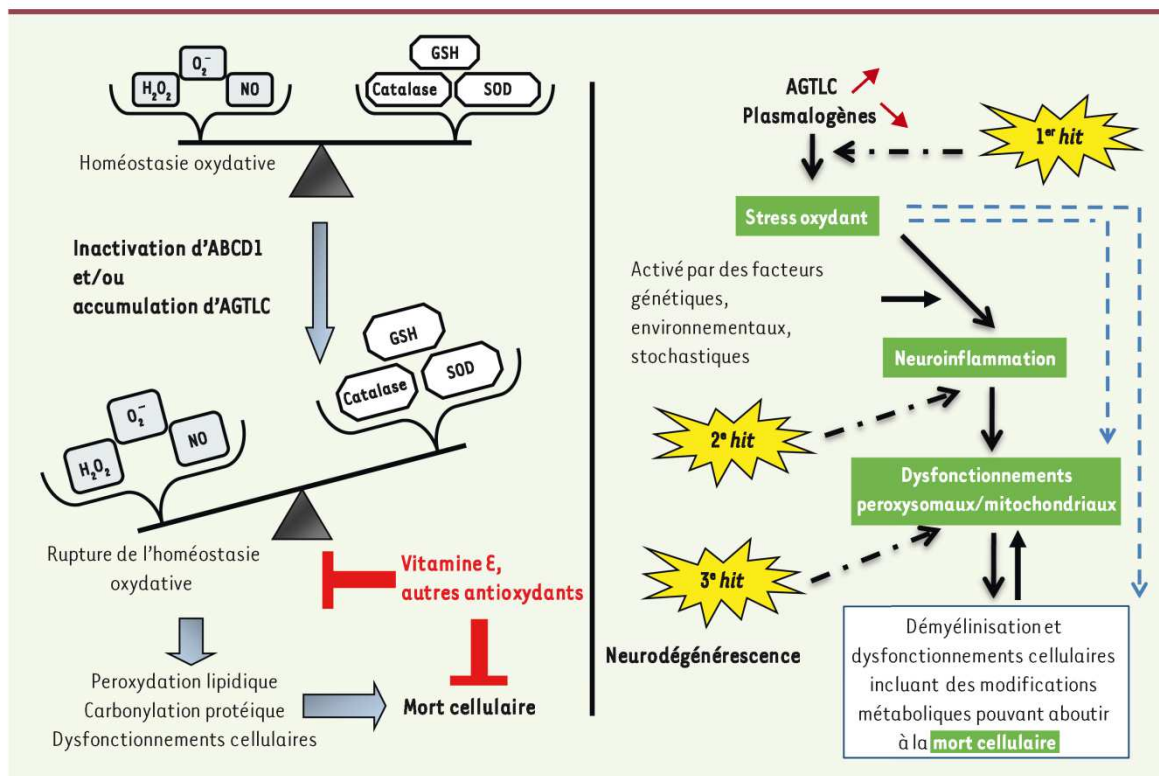 O₂⁻
H₂O₂
NO
GSH
Catalase
SOD
Homéostasie oxydative
Inactivation d'ABCD1
et/ou
accumulation d'AGTLC
GSH
Catalase
SOD
O₂⁻
H₂O₂
NO
Rupture de l'homéostasie
oxydative
Vitamine E,
autres antioxydants
Peroxydation lipidique
Carbonylation protéique
Dysfonctionnements cellulaires
Mort cellulaire
AGTLC
Plasmalogènes
1er hit
Stress oxydant
Activé par des facteurs
génétiques,
environnementaux,
stochastiques
Neuroinflammation
2e hit
Dysfonctionnements
peroxysomaux/mitochondriaux
3e hit
Neurodégénérescence
Démyélinisation et
dysfonctionnements cellulaires
incluant des modifications
métaboliques pouvant aboutir
à la mort cellulaire